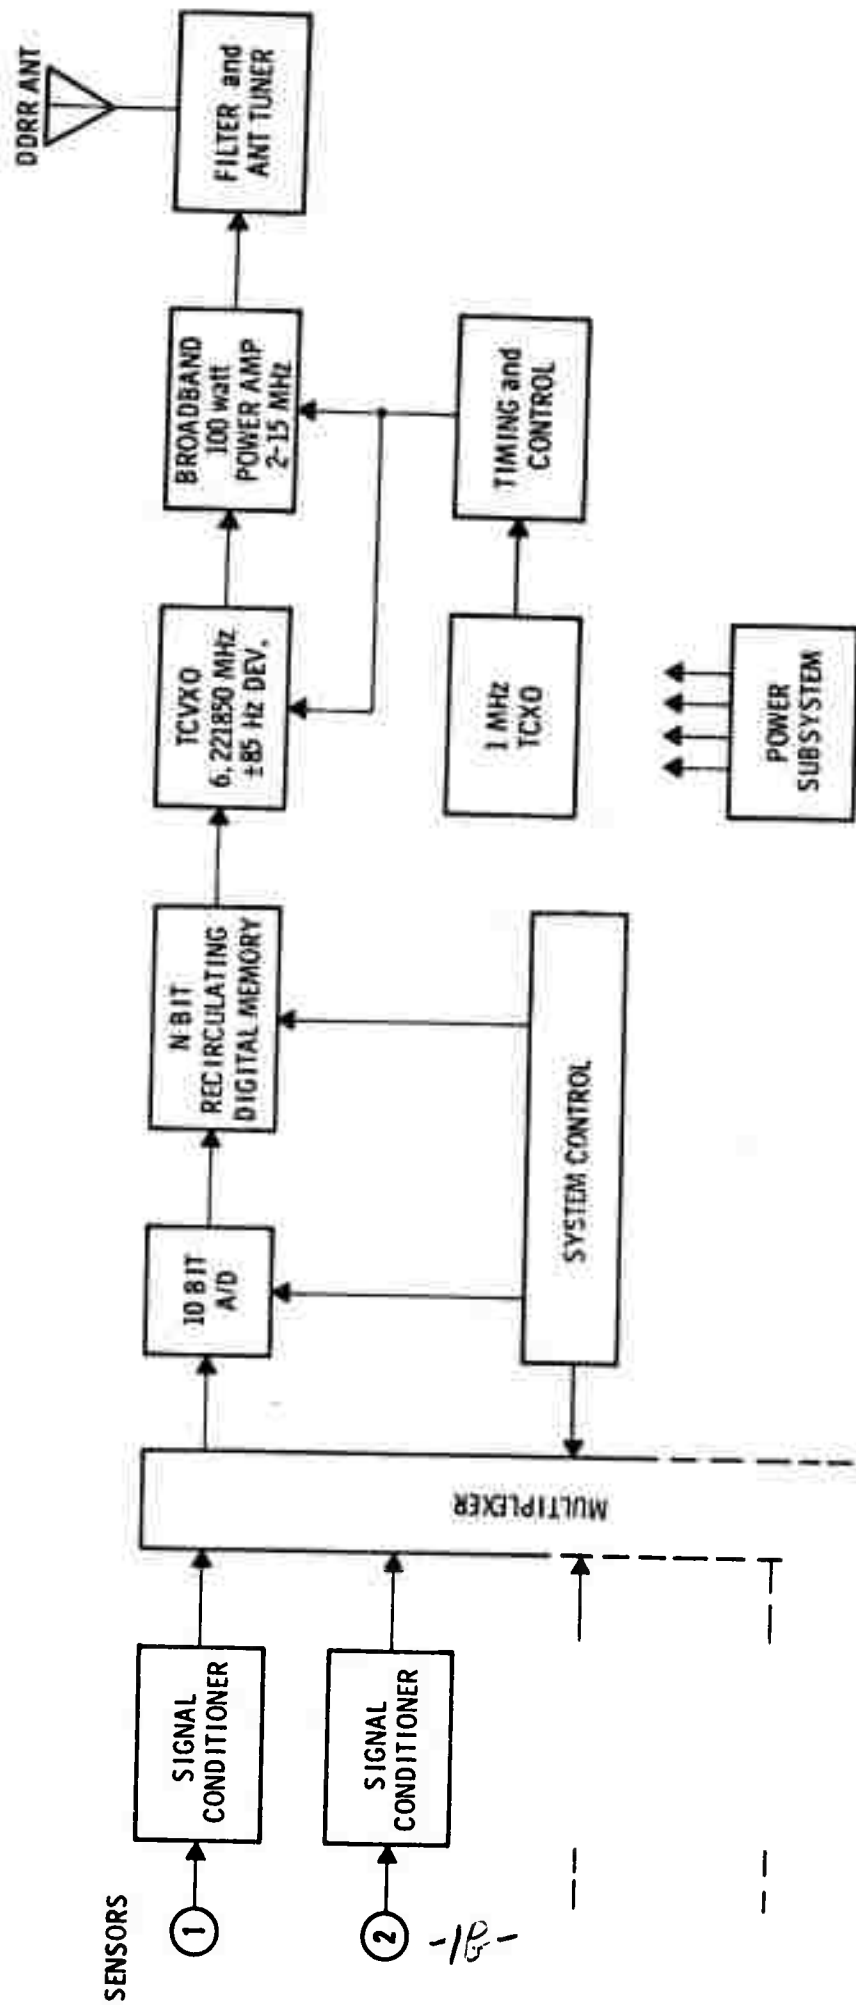 SENSORS
1
2
SIGNAL
CONDITIONER
SIGNAL
CONDITIONER
MULTIPLEXER
10 BIT
A/D
N BIT
RECIRCULATING
DIGITAL MEMORY
SYSTEM CONTROL
TCVXO
6.221850 MHz
±85 Hz DEV.
BROADBAND
100 watt
POWER AMP
2-15 MHz
FILTER and
ANT TUNER
DDRR ANT
1 MHz
TCXO
TIMING and
CONTROL
POWER
SUBSYSTEM